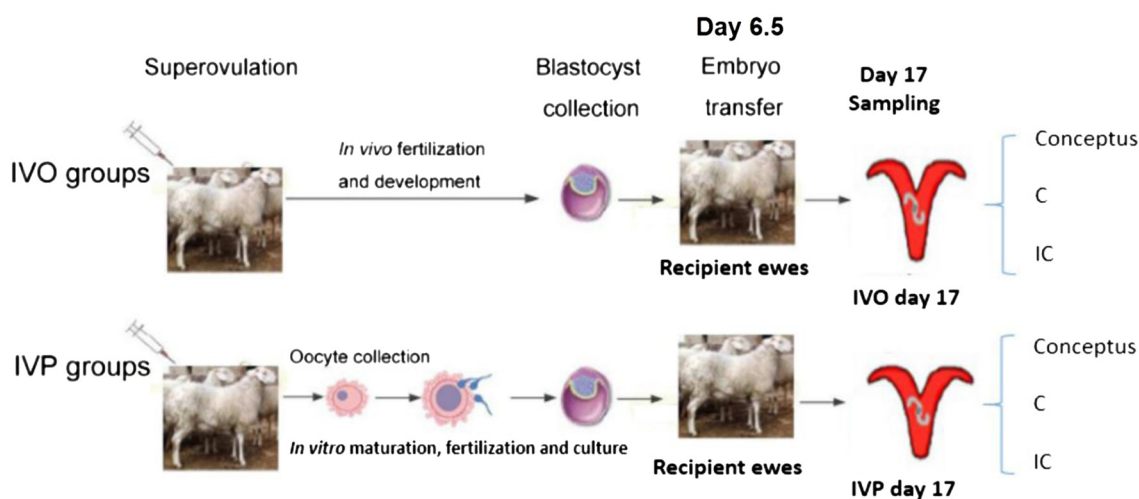 Day 6.5
Superovulation
Blastocyst
collection
Embryo
transfer
Day 17
Sampling
IVO groups
In vivo fertilization
and development
Conceptus
C
IC
Recipient ewes
IVO day 17
IVP groups
Oocyte collection
In vitro maturation, fertilization and culture
Conceptus
C
IC
Recipient ewes
IVP day 17